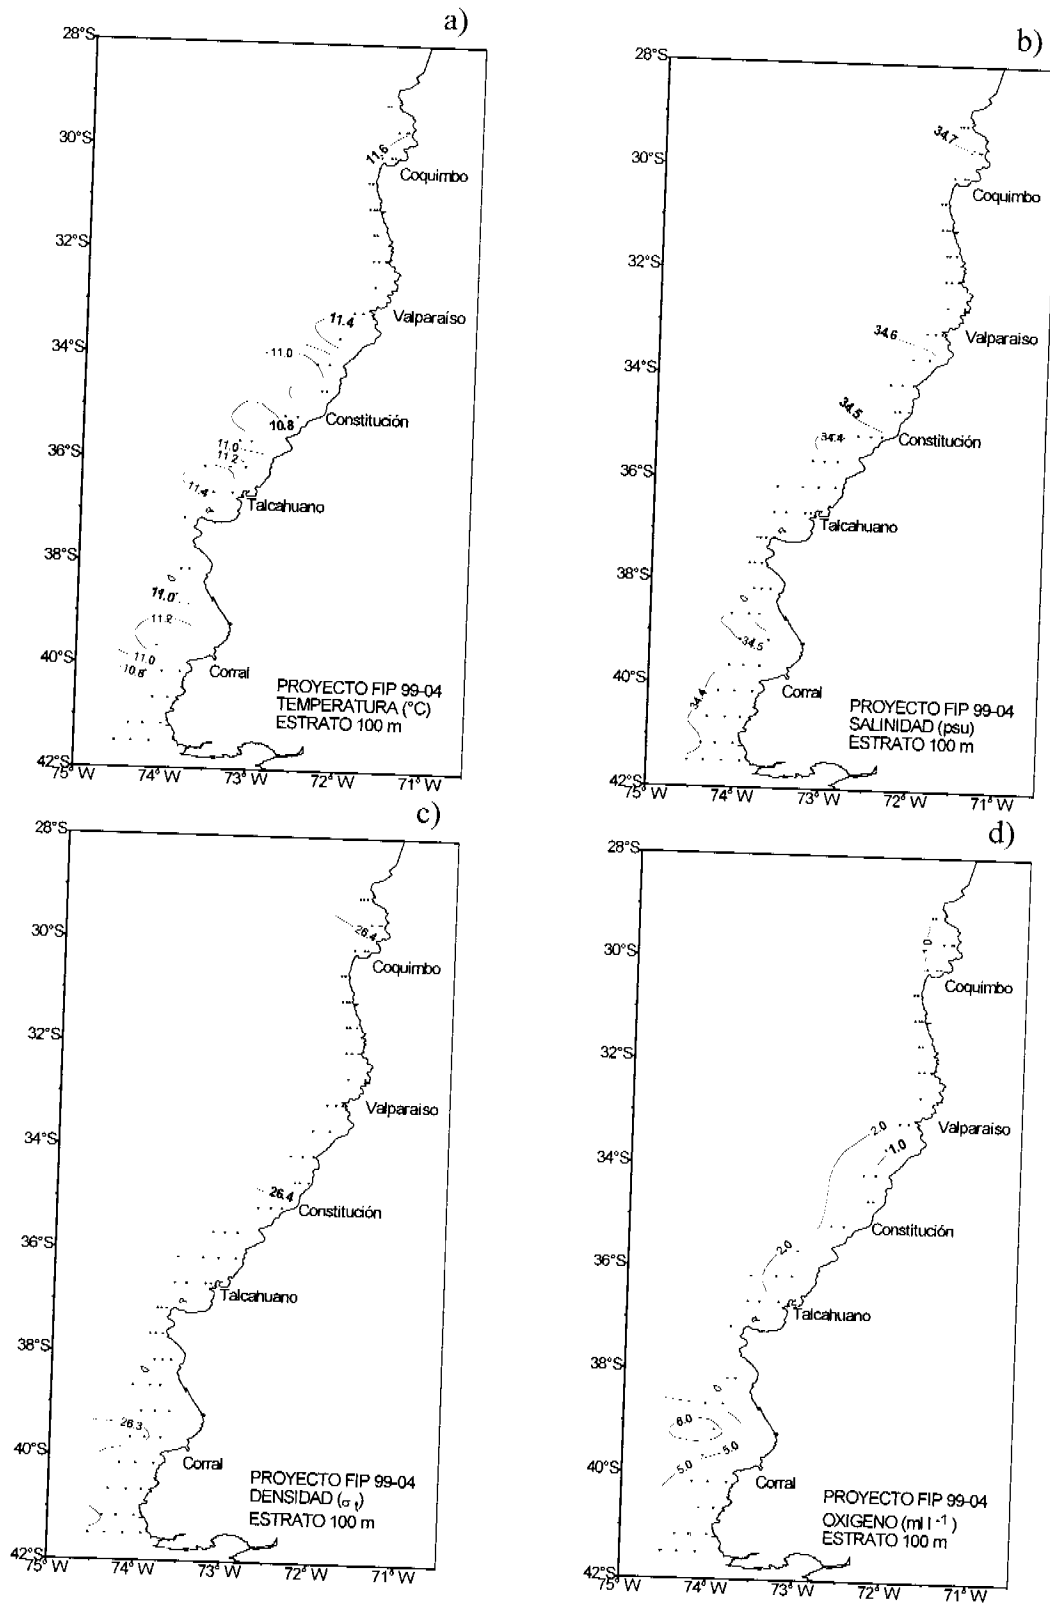 a)
28°S
30°S
32°S
34°S
36°S
38°S
40°S
42°S
75° W
74° W
73° W
72° W
71° W
11.6
Coquimbo
11.4
Valparaíso
11.0
10.8
Constitución
11.0
11.2
11.4
Talcahuano
11.0
11.2
11.0
10.8
Corral
PROYECTO FIP 99-04
TEMPERATURA (°C)
ESTRATO 100 m
b)
28°S
30°S
32°S
34°S
36°S
38°S
40°S
42°S
75° W
74° W
73° W
72° W
71° W
34.7
Coquimbo
34.6
Valparaiso
34.5
34.4
Constitución
Talcahuano
34.5
34.4
Corral
PROYECTO FIP 99-04
SALINIDAD (psu)
ESTRATO 100 m
c)
28°S
30°S
32°S
34°S
36°S
38°S
40°S
42°S
75° W
74° W
73° W
72° W
71° W
26.4
Coquimbo
Valparaiso
26.4
Constitución
Talcahuano
26.3
Corral
PROYECTO FIP 99-04
DENSIDAD (σ t)
ESTRATO 100 m
d)
28°S
30°S
32°S
34°S
36°S
38°S
40°S
42°S
75° W
74° W
73° W
72° W
71° W
Coquimbo
2.0
1.0
Valparaiso
Constitución
2.0
Talcahuano
6.0
5.0
5.0
Corral
PROYECTO FIP 99-04
OXIGENO (ml l -1)
ESTRATO 100 m